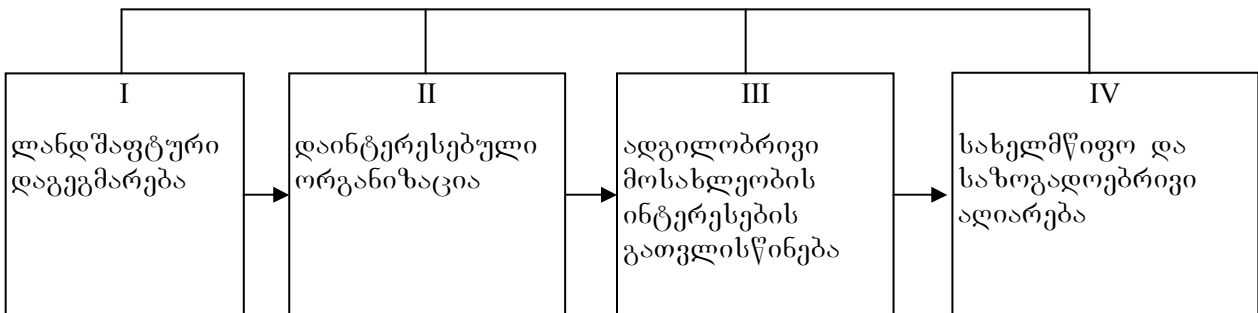 I
ლანდშაფტური
დაგეგმარება
II
დაინტერესებული
ორგანიზაცია
III
ადგილობრივი
მოსახლეობის
ინტერესების
გათვლისწინება
IV
სახელმწიფო და
საზოგადოებრივი
აღიარება